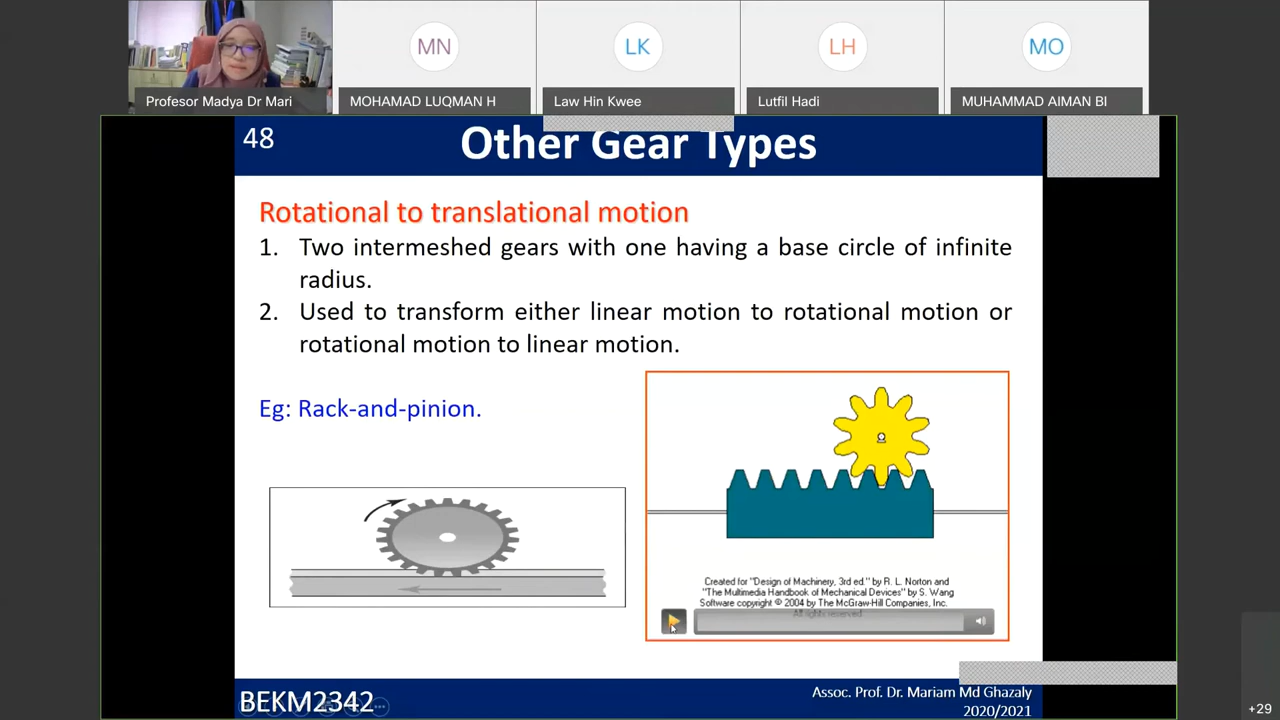 MN
LK
LH
MO
Profesor Madya Dr Mari
MOHAMAD LUQMAN H
Law Hin Kwee
Lutfil Hadi
MUHAMMAD AIMAN BI
48
Other Gear Types
Rotational to translational motion
1. Two intermeshed gears with one having a base circle of infinite
radius.
2. Used to transform either linear motion to rotational motion or
rotational motion to linear motion.
Eg: Rack-and-pinion.
Created for "Design of Machinery, 3rd ed." by R. L. Norton and
"The Multimedia Handbook of Mechanical Devices" by S. Wang
Software copyright © 2004 by The McGraw-Hill Companies, Inc.
All rights reserved
BEKM2342
Assoc. Prof. Dr. Mariam Md Ghazaly
2020/2021
+29